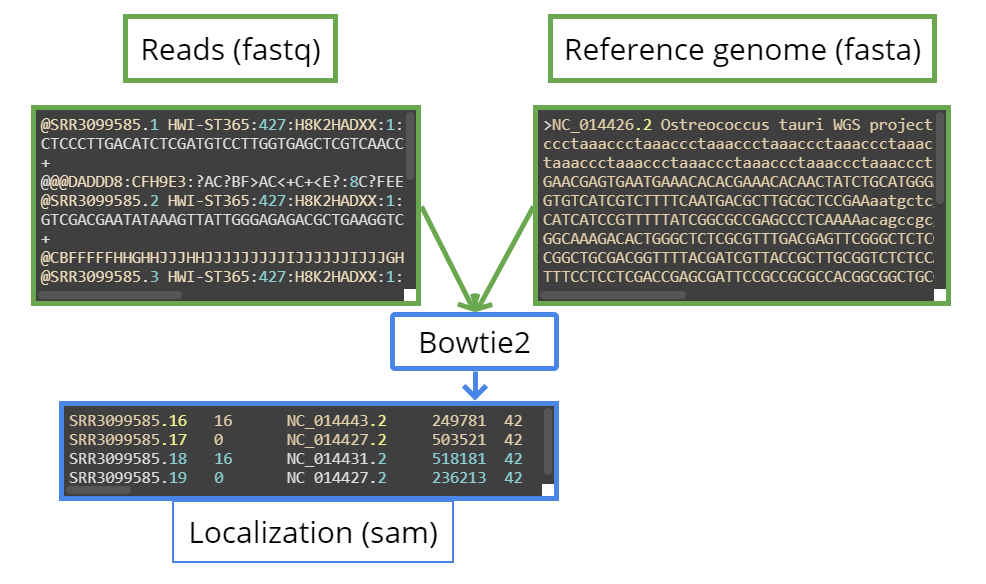 Reads (fastq)
Reference genome (fasta)
@SRR3099585.1 HWI-ST365:427:H8K2HADXX:1:
CTCCCTTGACATCTCGATGTCCTTGGTGAGCTCGTCAACC
+
@@@DADDD8:CFH9E3:?AC?BF>AC<+C+<E?:8C?FEE
@SRR3099585.2 HWI-ST365:427:H8K2HADXX:1:
GTCGACGAATATAAAGTTATTGGGAGAGACGCTGAAGGTC
+
@CBFFFFFHHGHHJJJHHJJJJJJJJJIJJJJJJIJJJGH
@SRR3099585.3 HWI-ST365:427:H8K2HADXX:1:
>NC_014426.2 Ostreococcus tauri WGS project
ccctaaaccctaaaccctaaaccctaaaccctaaaccctaaac
taaaccctaaaccctaaaccctaaaccctaaaccctaaaccct
GAACGAGTGAATGAAACACACGAAACACAACTATCTGCATGGG
GTGTCATCGTCTTTTCAATGACGCTTGCGCTCCGAAaatgctc
CATCATCCGTTTTTATCGGCGCCGAGCCCTCAAAAacagccgc
GGCAAAGACACTGGGCTCTCGCGTTTGACGAGTTCGGGCTCTC
CGGCTGCGACGGTTTTACGATCGTTACCGCTTGCGGTCTCTCC
TTTCCTCCTCGACCGAGCGATTCCGCCGCGCCACGGCGGCTGC
Bowtie2
SRR3099585.16 16 NC_014443.2 249781 42
SRR3099585.17 0 NC_014427.2 503521 42
SRR3099585.18 16 NC_014431.2 518181 42
SRR3099585.19 0 NC 014427.2 236213 42
Localization (sam)